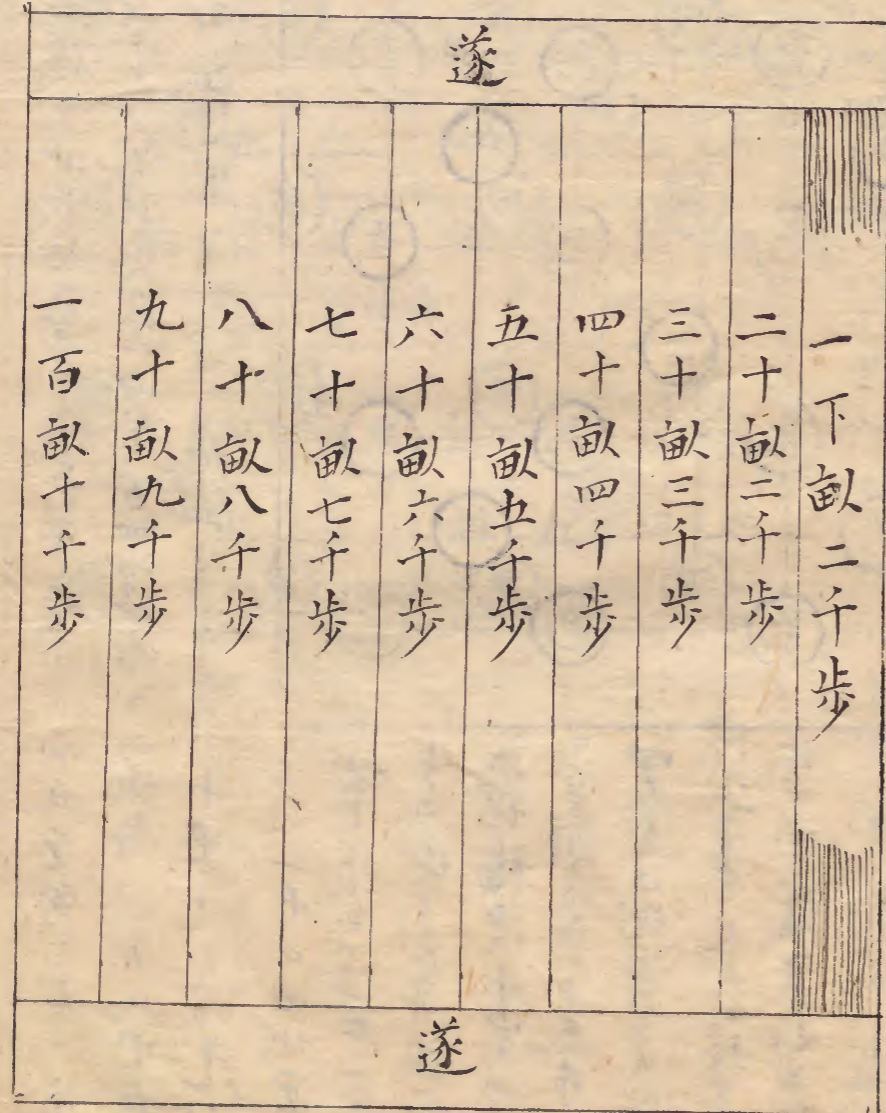 遂
一下畝二千步
二十畝二千步
三十畝三千步
四十畝四千步
五十畝五千步
六十畝六千步
七十畝七千步
八十畝八千步
九十畝九千步
一百畝十千步
遂